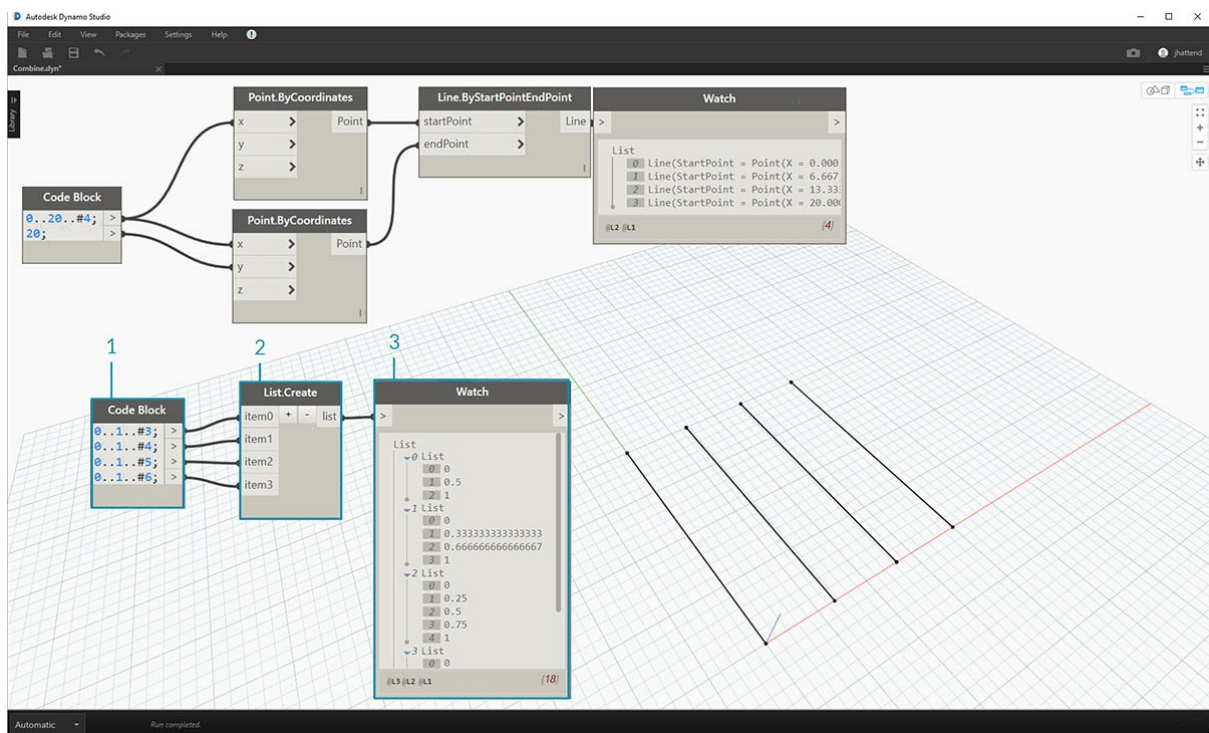 Autodesk Dynamo Studio
File Edit View Packages Settings Help
jhattend
Combine.dyn*
Library
Point.ByCoordinates
x > Point
y >
z >
Line.ByStartPointEndPoint
startPoint > Line
endPoint >
Watch
> >
List
0 Line(StartPoint = Point(X = 0.000
1 Line(StartPoint = Point(X = 6.667
2 Line(StartPoint = Point(X = 13.33
3 Line(StartPoint = Point(X = 20.00
@L2 @L1 {4}
Code Block
0..20..#4; >
20; >
Point.ByCoordinates
x > Point
y >
z >
1
2
3
Code Block
0..1..#3; >
0..1..#4; >
0..1..#5; >
0..1..#6; >
List.Create
item0 + - list
item1
item2
item3
Watch
> >
List
0 List
0 0
1 0.5
2 1
1 List
0 0
1 0.333333333333333
2 0.666666666666667
3 1
2 List
0 0
1 0.25
2 0.5
3 0.75
4 1
3 List
0 0
@L3 @L2 @L1 {18}
Automatic
Run completed.